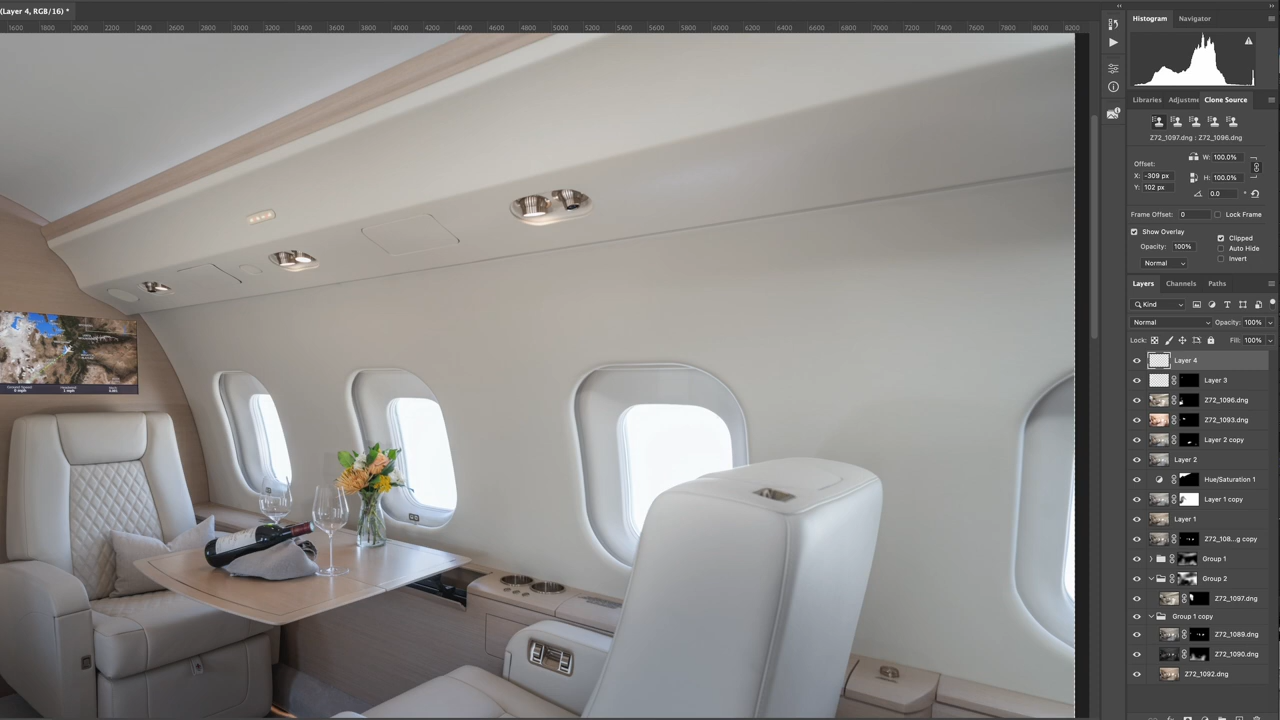 (Layer 4, RGB/16) *
1600 2000 2200 2400 2600 2800 3000 3200 3400 3600 3800 4000 4200 4400 4600 4800 5000 5200 5400 5600 5800 6000 6200 6400 6600 6800 7000 7200 7400 7600 7800 8000 8200
Histogram Navigator
Libraries Adjustme Clone Source
Z72_1097.dng : Z72_1096.dng
Offset: W: 100.0%
X: -309 px H: 100.0%
Y: 102 px 0.0 °
Frame Offset: 0 Lock Frame
Show Overlay Clipped
Opacity: 100% Auto Hide
Normal Invert
Layers Channels Paths
Kind
Normal Opacity: 100%
Lock: Fill: 100%
Layer 4
Layer 3
Z72_1096.dng
Z72_1093.dng
Layer 2 copy
Layer 2
Hue/Saturation 1
Layer 1 copy
Layer 1
Z72_108...g copy
Group 1
Group 2
Z72_1097.dng
Group 1 copy
Z72_1089.dng
Z72_1090.dng
Z72_1092.dng